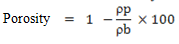 Porosity = 1 - ρp/ρb × 100